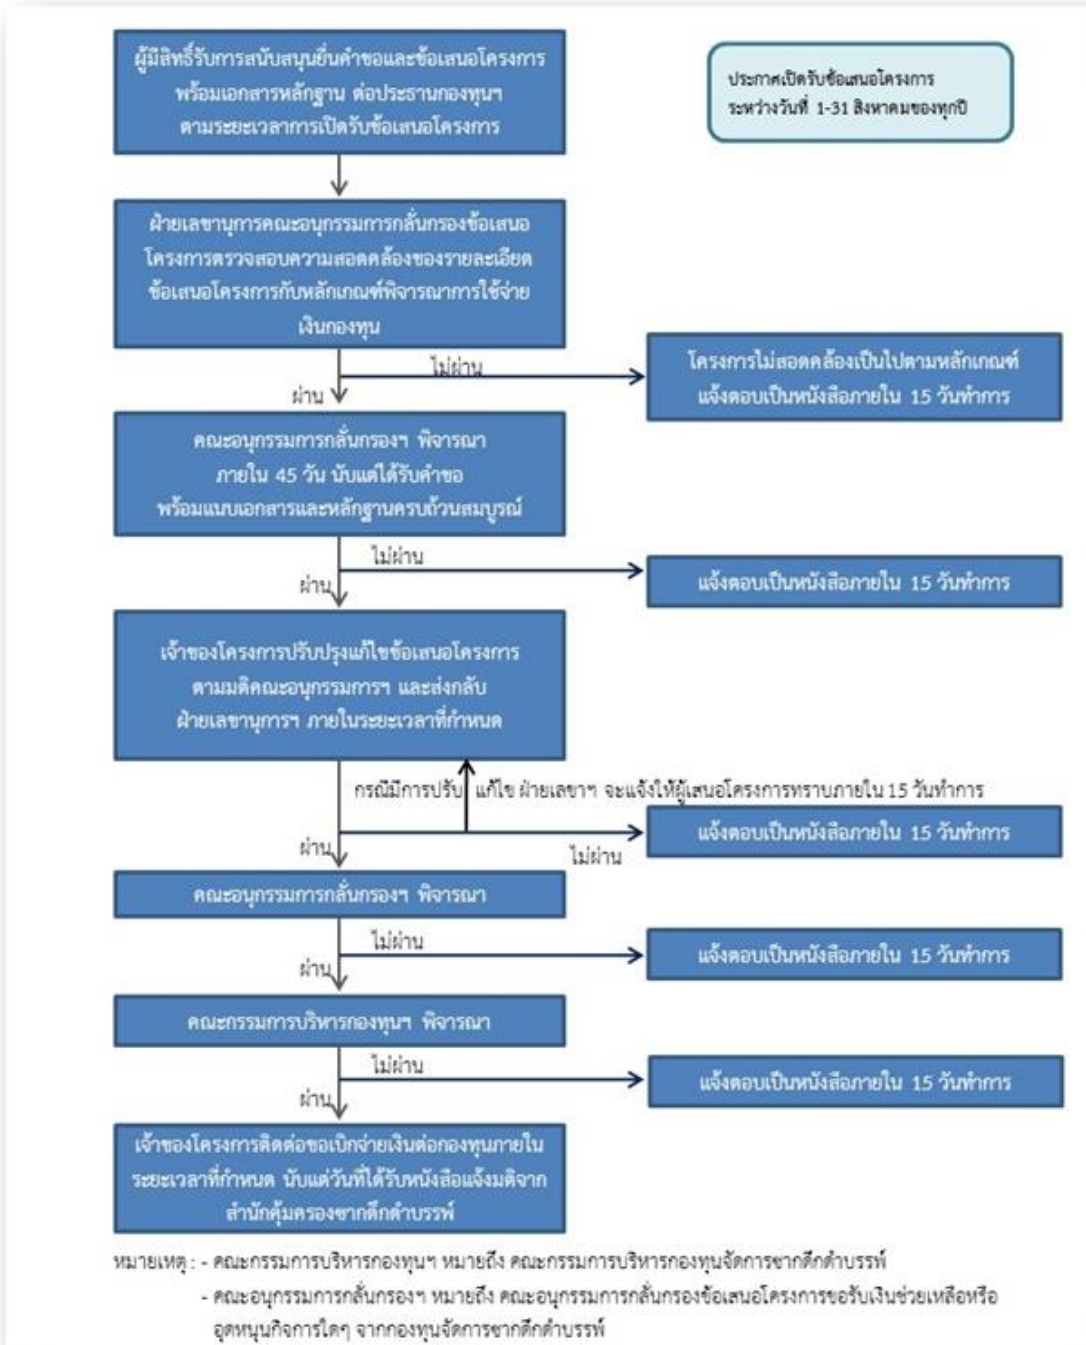 ผู้มีสิทธิ์รับการสนับสนุนยื่นคำขอและข้อเสนอโครงการ
พร้อมเอกสารหลักฐาน ต่อประธานกองทุนฯ
ตามระยะเวลาการเปิดรับข้อเสนอโครงการ
ประกาศเปิดรับข้อเสนอโครงการ
ระหว่างวันที่ 1-31 สิงหาคมของทุกปี
ฝ่ายเลขานุการคณะอนุกรรมการกลั่นกรองข้อเสนอ
โครงการตรวจสอบความสอดคล้องของรายละเอียด
ข้อเสนอโครงการกับหลักเกณฑ์พิจารณาการใช้จ่าย
เงินกองทุน
ไม่ผ่าน
โครงการไม่สอดคล้องเป็นไปตามหลักเกณฑ์
แจ้งตอบเป็นหนังสือภายใน 15 วันทำการ
ผ่าน
คณะอนุกรรมการกลั่นกรองฯ พิจารณา
ภายใน 45 วัน นับแต่ได้รับคำขอ
พร้อมแนบเอกสารและหลักฐานครบถ้วนสมบูรณ์
ไม่ผ่าน
แจ้งตอบเป็นหนังสือภายใน 15 วันทำการ
ผ่าน
เจ้าของโครงการปรับปรุงแก้ไขข้อเสนอโครงการ
ตามมติคณะอนุกรรมการฯ และส่งกลับ
ฝ่ายเลขานุการฯ ภายในระยะเวลาที่กำหนด
กรณีมีการปรับ แก้ไข ฝ่ายเลขาฯ จะแจ้งให้ผู้เสนอโครงการทราบภายใน 15 วันทำการ
แจ้งตอบเป็นหนังสือภายใน 15 วันทำการ
ผ่าน
ไม่ผ่าน
คณะอนุกรรมการกลั่นกรองฯ พิจารณา
ไม่ผ่าน
แจ้งตอบเป็นหนังสือภายใน 15 วันทำการ
ผ่าน
คณะกรรมการบริหารกองทุนฯ พิจารณา
ไม่ผ่าน
แจ้งตอบเป็นหนังสือภายใน 15 วันทำการ
ผ่าน
เจ้าของโครงการติดต่อขอเบิกจ่ายเงินต่อกองทุนภายใน
ระยะเวลาที่กำหนด นับแต่วันที่ได้รับหนังสือแจ้งมติจาก
สำนักคุ้มครองซากดึกดำบรรพ์
หมายเหตุ : - คณะกรรมการบริหารกองทุนฯ หมายถึง คณะกรรมการบริหารกองทุนจัดการซากดึกดำบรรพ์
- คณะอนุกรรมการกลั่นกรองฯ หมายถึง คณะอนุกรรมการกลั่นกรองข้อเสนอโครงการขอรับเงินช่วยเหลือหรือ
อุดหนุนกิจการใดๆ จากกองทุนจัดการซากดึกดำบรรพ์